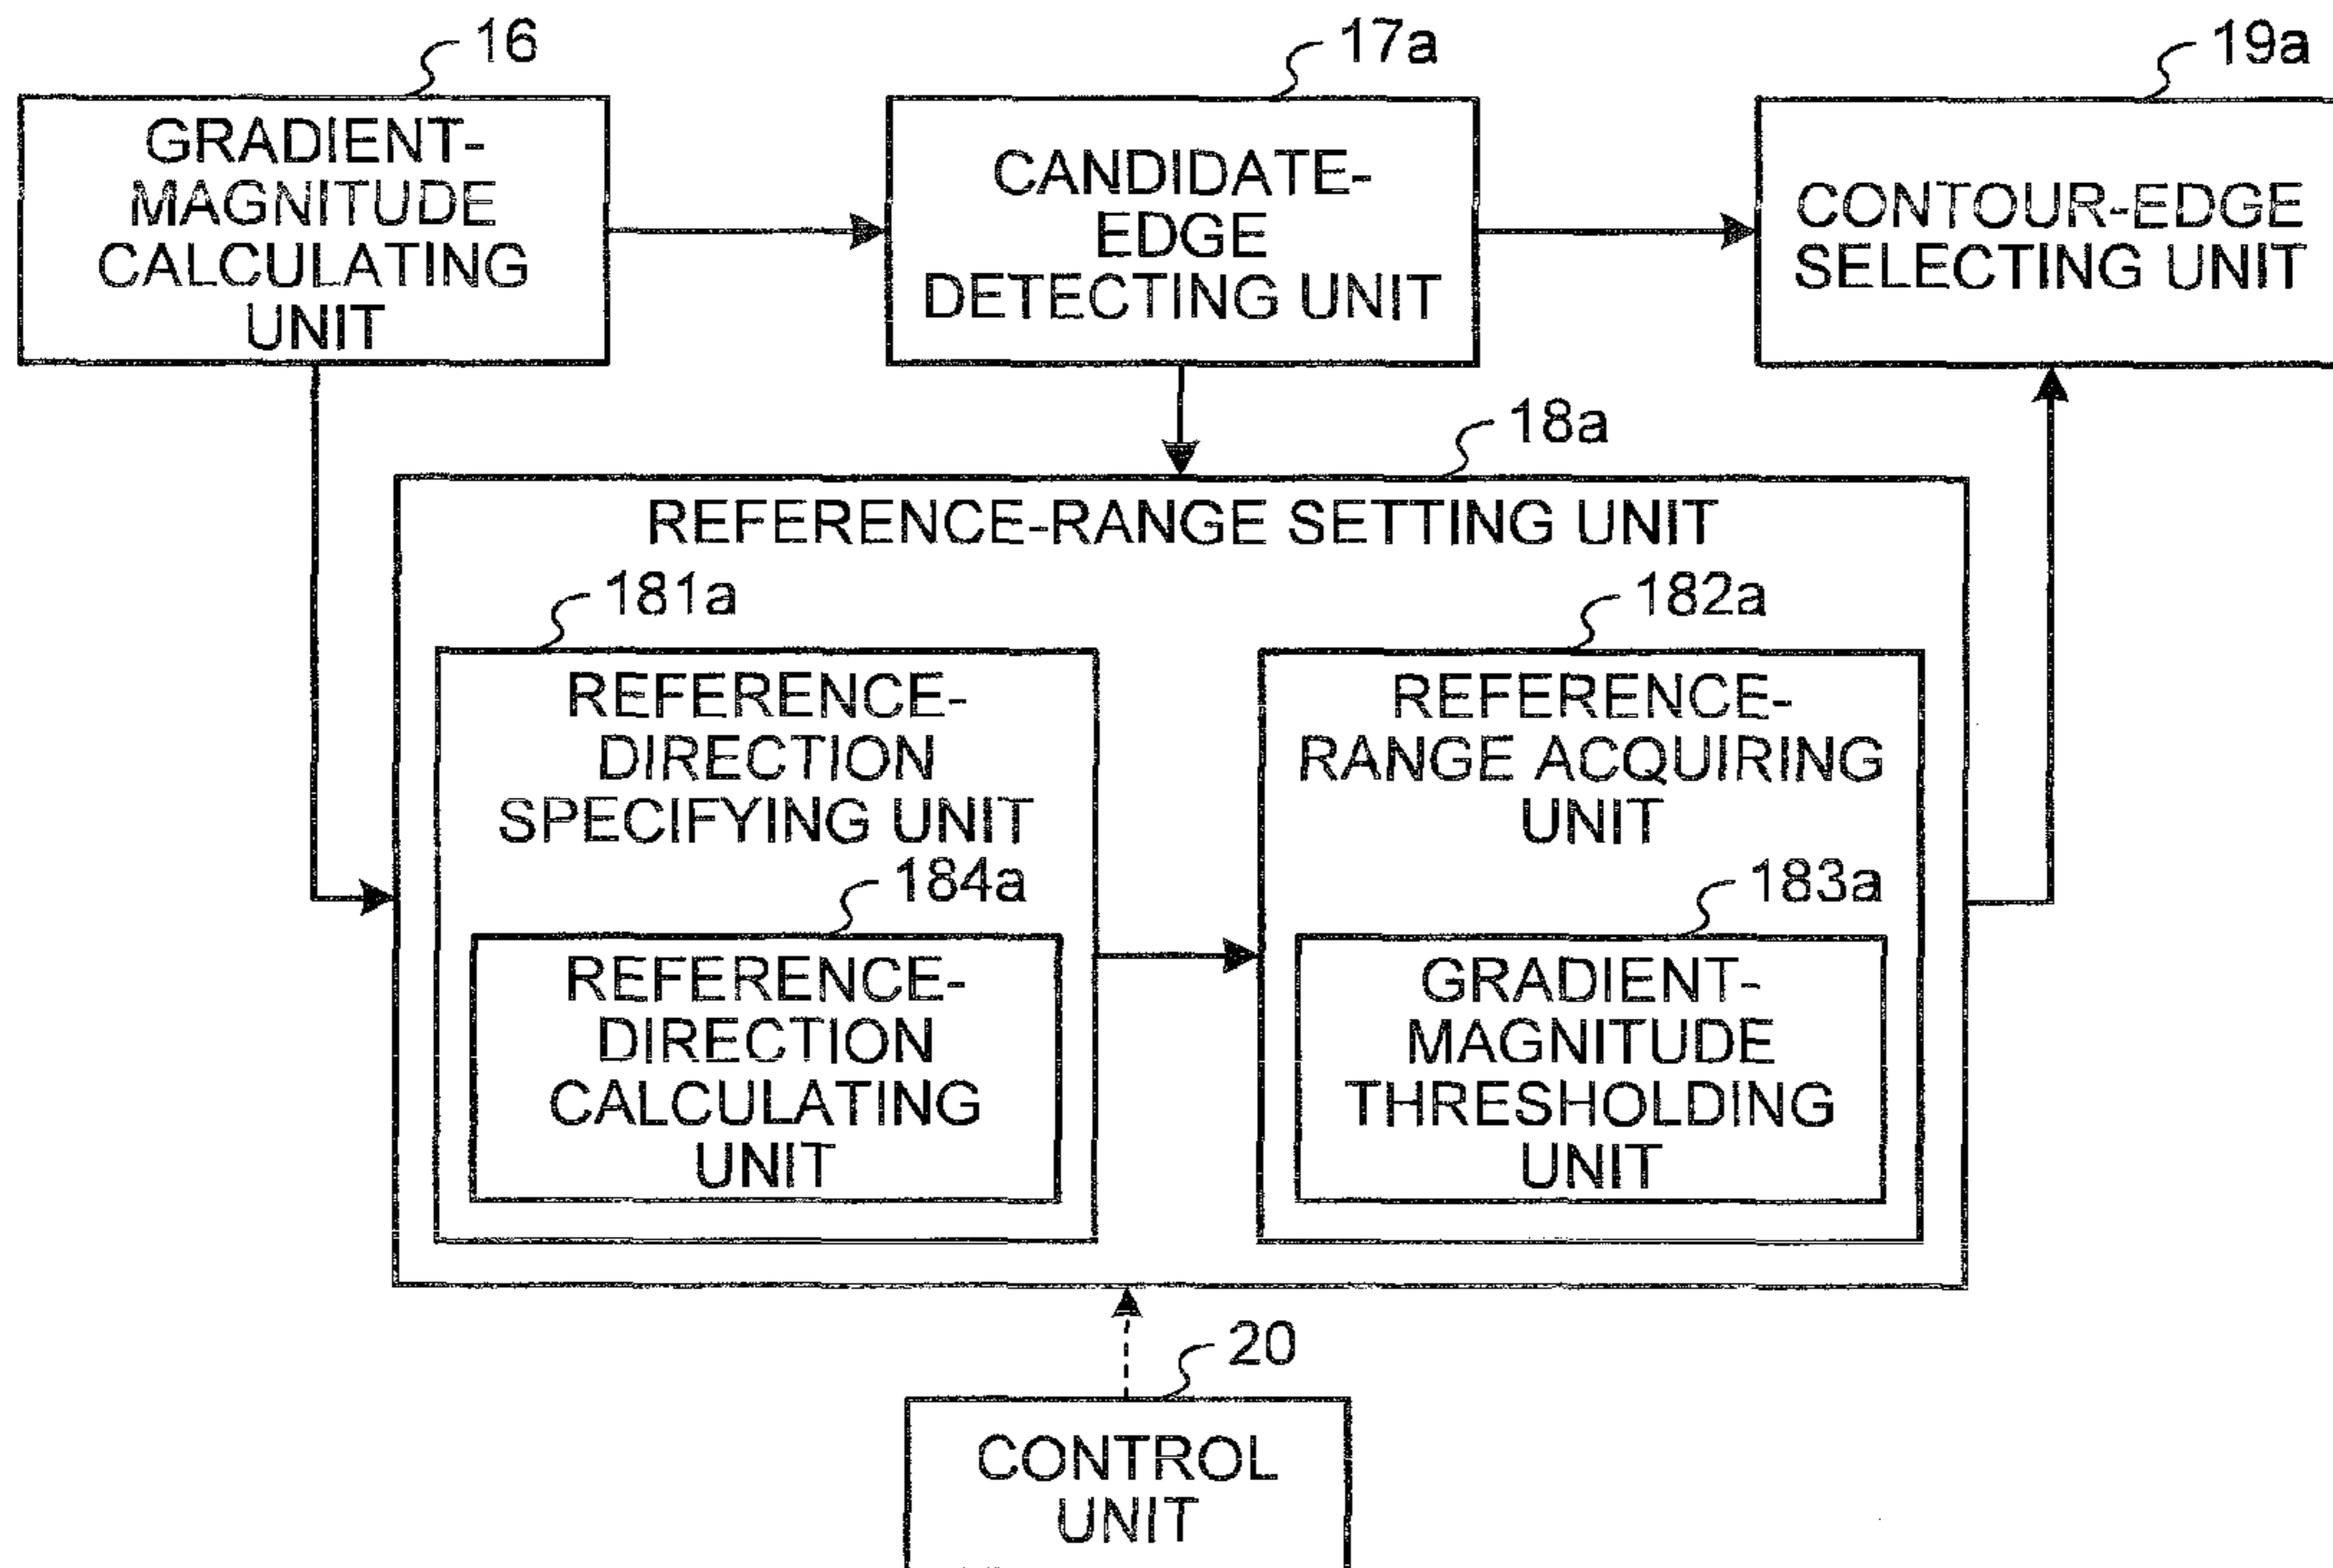 16
17a
19a
GRADIENT-
MAGNITUDE
CALCULATING
UNIT
CANDIDATE-
EDGE
DETECTING UNIT
CONTOUR-EDGE
SELECTING UNIT
18a
REFERENCE-RANGE SETTING UNIT
181a
182a
REFERENCE-
DIRECTION
SPECIFYING UNIT
REFERENCE-
RANGE ACQUIRING
UNIT
184a
183a
REFERENCE-
DIRECTION
CALCULATING
UNIT
GRADIENT-
MAGNITUDE
THRESHOLDING
UNIT
20
CONTROL
UNIT